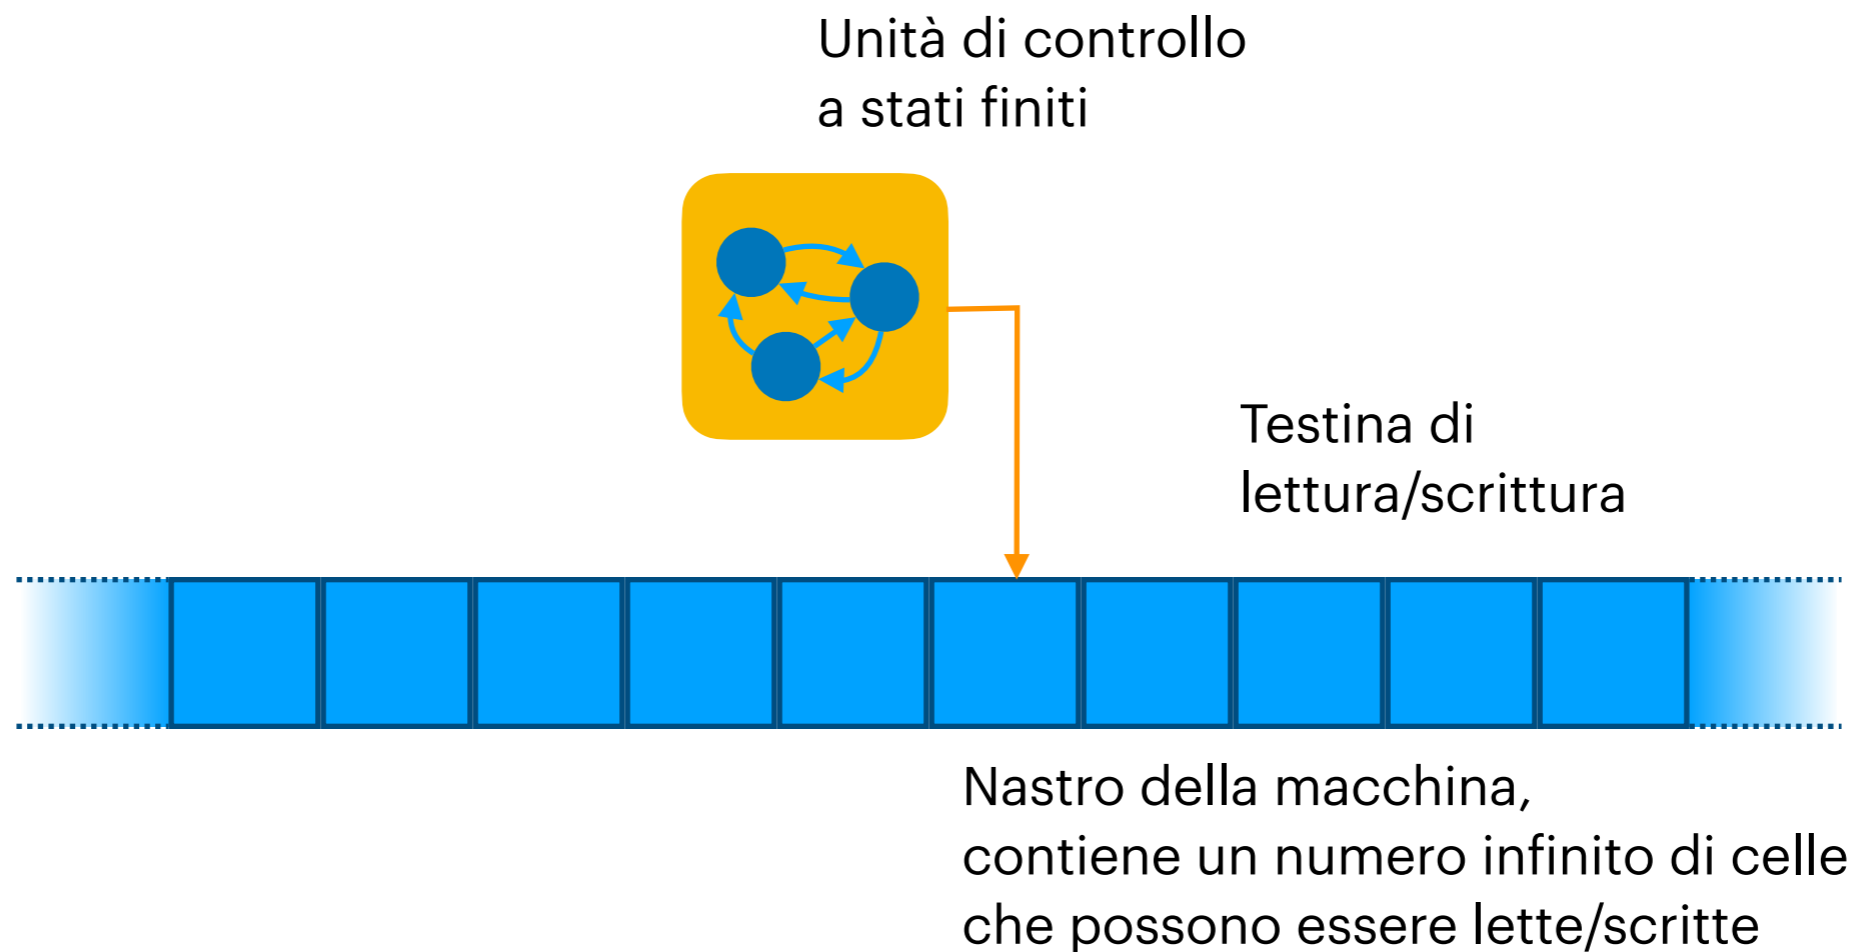 Unità di controllo
a stati finiti
Testina di
lettura/scrittura
Nastro della macchina,
contiene un numero infinito di celle
che possono essere lette/scritte